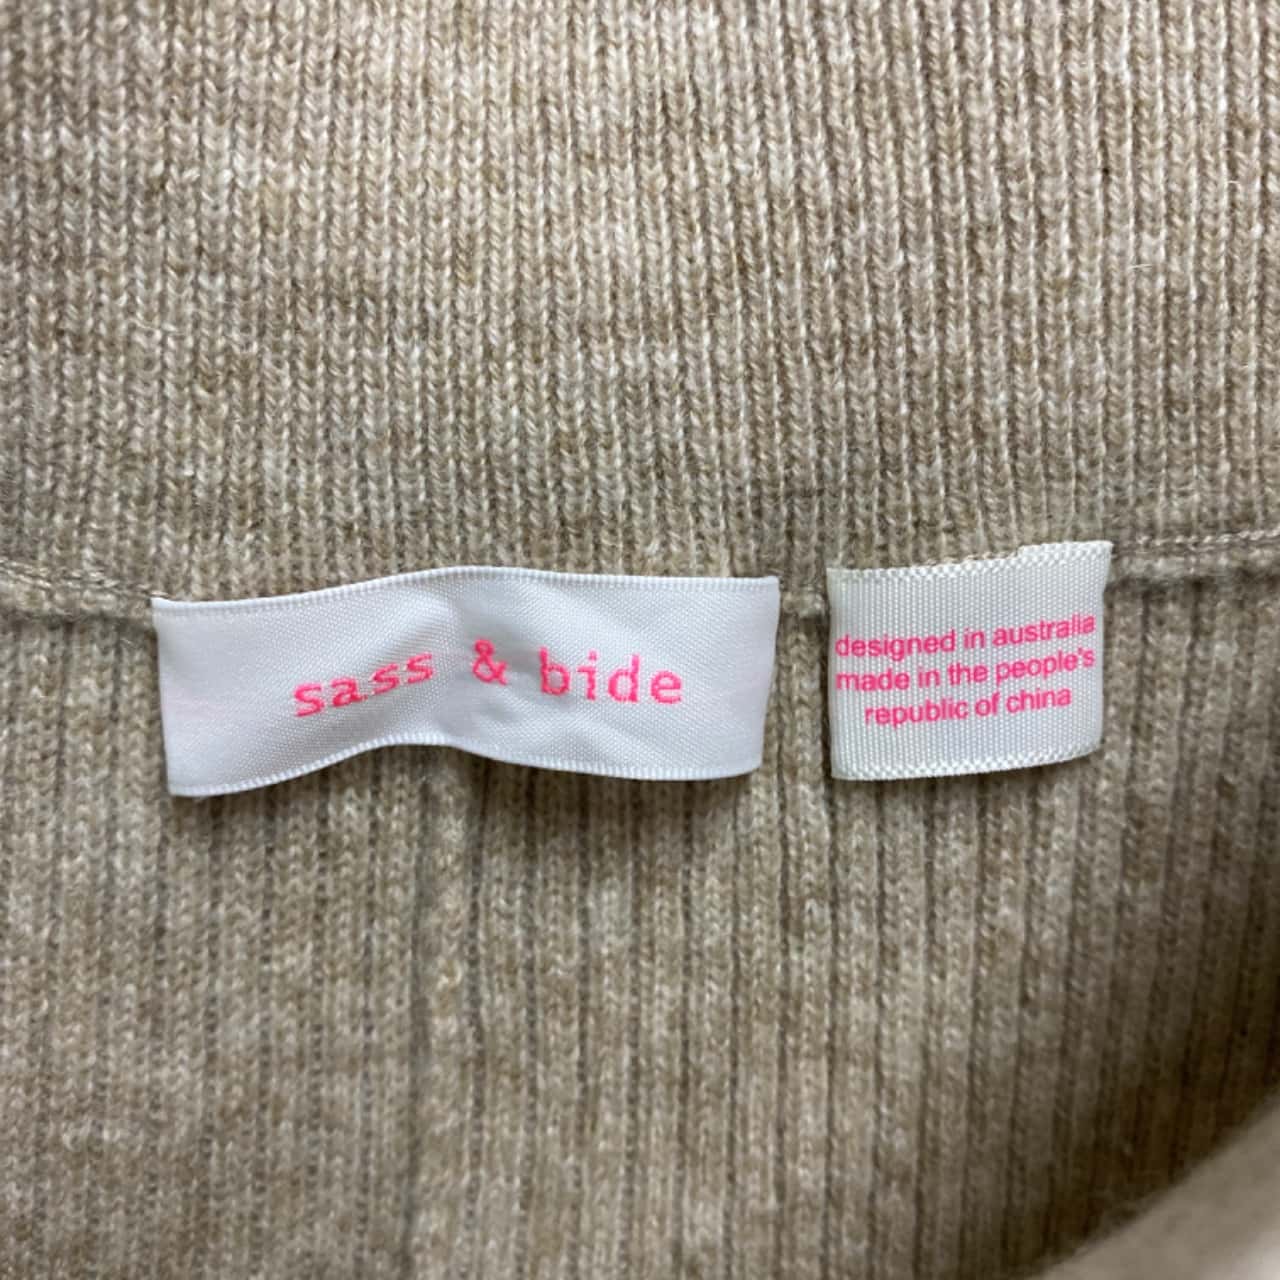 sass & bide
designed in australia
made in the people's
republic of china